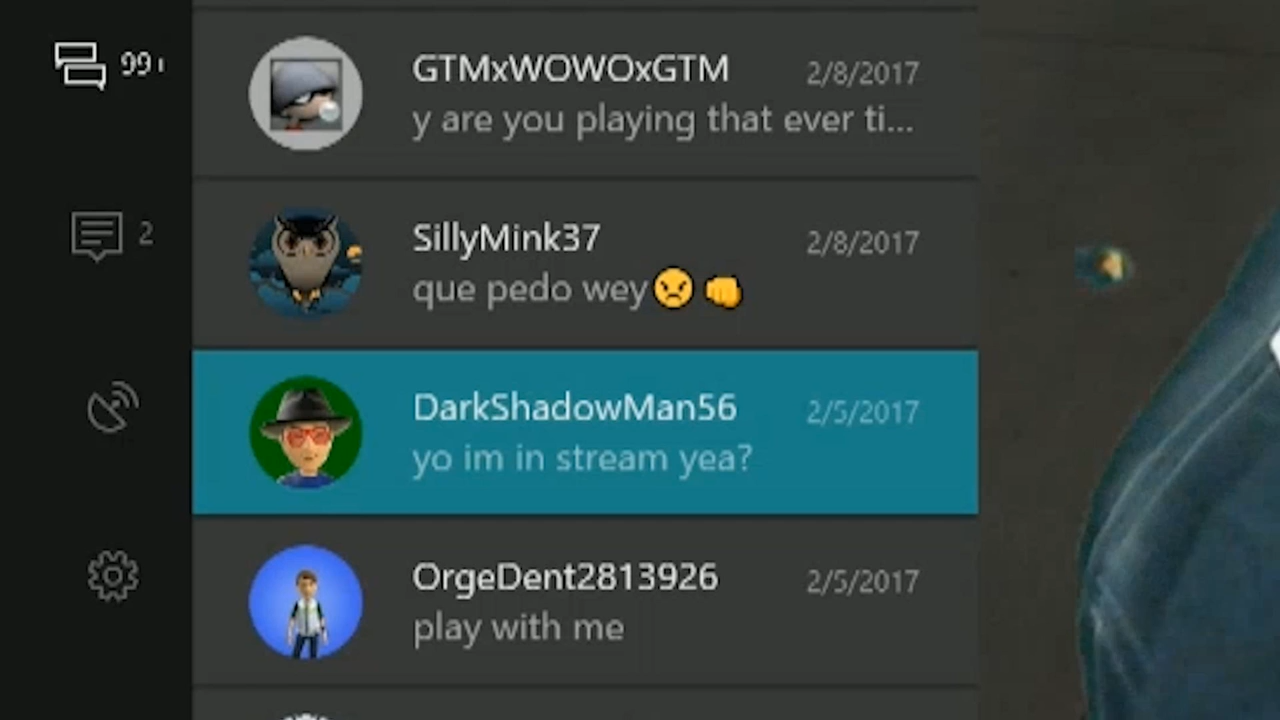 99+
GTMxWOWOxGTM 2/8/2017
y are you playing that ever ti...
2
SillyMink37 2/8/2017
que pedo wey😠👊
DarkShadowMan56 2/5/2017
yo im in stream yea?
OrgeDent2813926 2/5/2017
play with me